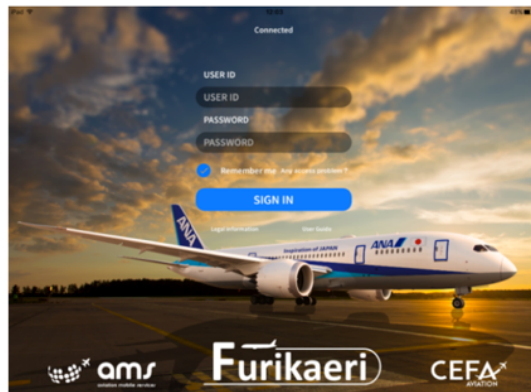 iPad
Connected
USER ID
USER ID
PASSWORD
PASSWORD
Remember me Any access problem ?
SIGN IN
Legal information User Guide
ANA
Inspiration of JAPAN ANA
ams
aviation mobile services
Furikaeri
CEFA
AVIATION